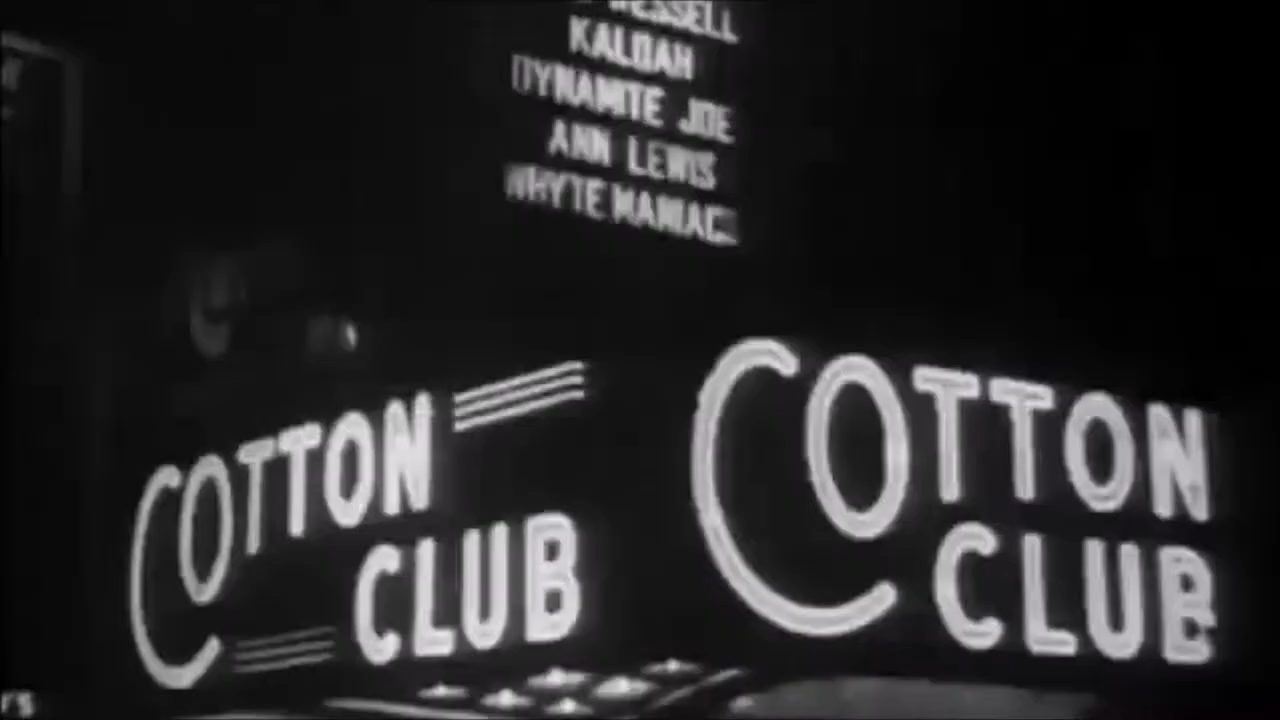 KALOAH
DYNAMITE JOE
ANN LEWIS
WHYTE MANIACS
COTTON
CLUB
COTTON
CLUB